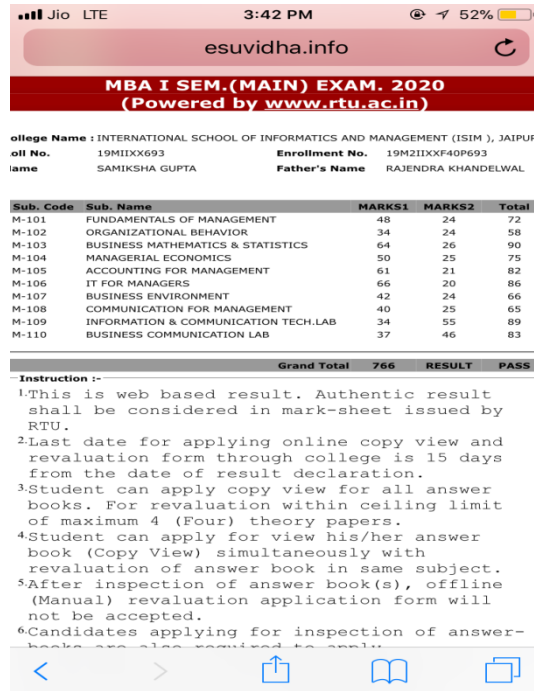 Jio LTE 3:42 PM 52%
esuvidha.info
MBA I SEM.(MAIN) EXAM. 2020
(Powered by www.rtu.ac.in)
ollege Name : INTERNATIONAL SCHOOL OF INFORMATICS AND MANAGEMENT (ISIM ), JAIPUR
oll No. 19MIIXX693 Enrollment No. 19M2IIXXF40P693
ame SAMIKSHA GUPTA Father's Name RAJENDRA KHANDELWAL
Sub. Code Sub. Name MARKS1 MARKS2 Total
M-101 FUNDAMENTALS OF MANAGEMENT 48 24 72
M-102 ORGANIZATIONAL BEHAVIOR 34 24 58
M-103 BUSINESS MATHEMATICS & STATISTICS 64 26 90
M-104 MANAGERIAL ECONOMICS 50 25 75
M-105 ACCOUNTING FOR MANAGEMENT 61 21 82
M-106 IT FOR MANAGERS 66 20 86
M-107 BUSINESS ENVIRONMENT 42 24 66
M-108 COMMUNICATION FOR MANAGEMENT 40 25 65
M-109 INFORMATION & COMMUNICATION TECH.LAB 34 55 89
M-110 BUSINESS COMMUNICATION LAB 37 46 83
Grand Total 766 RESULT PASS
Instruction :-
1.This is web based result. Authentic result
shall be considered in mark-sheet issued by
RTU.
2.Last date for applying online copy view and
revaluation form through college is 15 days
from the date of result declaration.
3.Student can apply copy view for all answer
books. For revaluation within ceiling limit
of maximum 4 (Four) theory papers.
4.Student can apply for view his/her answer
book (Copy View) simultaneously with
revaluation of answer book in same subject.
5.After inspection of answer book(s), offline
(Manual) revaluation application form will
not be accepted.
6.Candidates applying for inspection of answer-
books are also required to apply